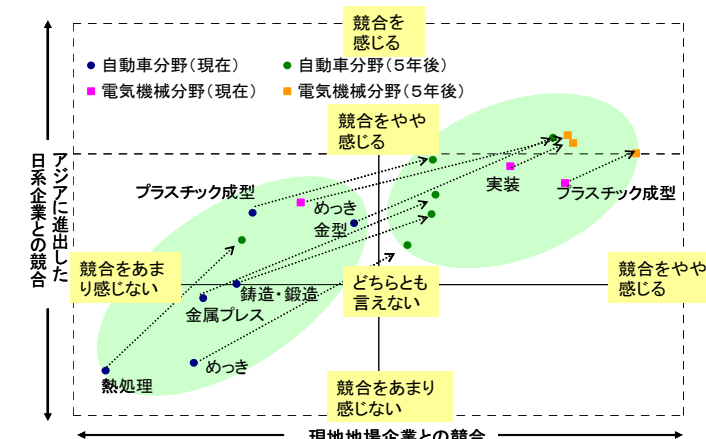 競合を
感じる
● 自動車分野(現在)
● 自動車分野(5年後)
■ 電気機械分野(現在)
■ 電気機械分野(5年後)
競合をやや
感じる
アジアに進出した
日系企業との競合
プラスチック成型
めっき
金型
実装
プラスチック成型
競合をあま
り感じない
どちらとも
言えない
競合をやや
感じる
鋳造・鍛造
金属プレス
めっき
熱処理
競合をあまり
感じない
現地地場企業との競合